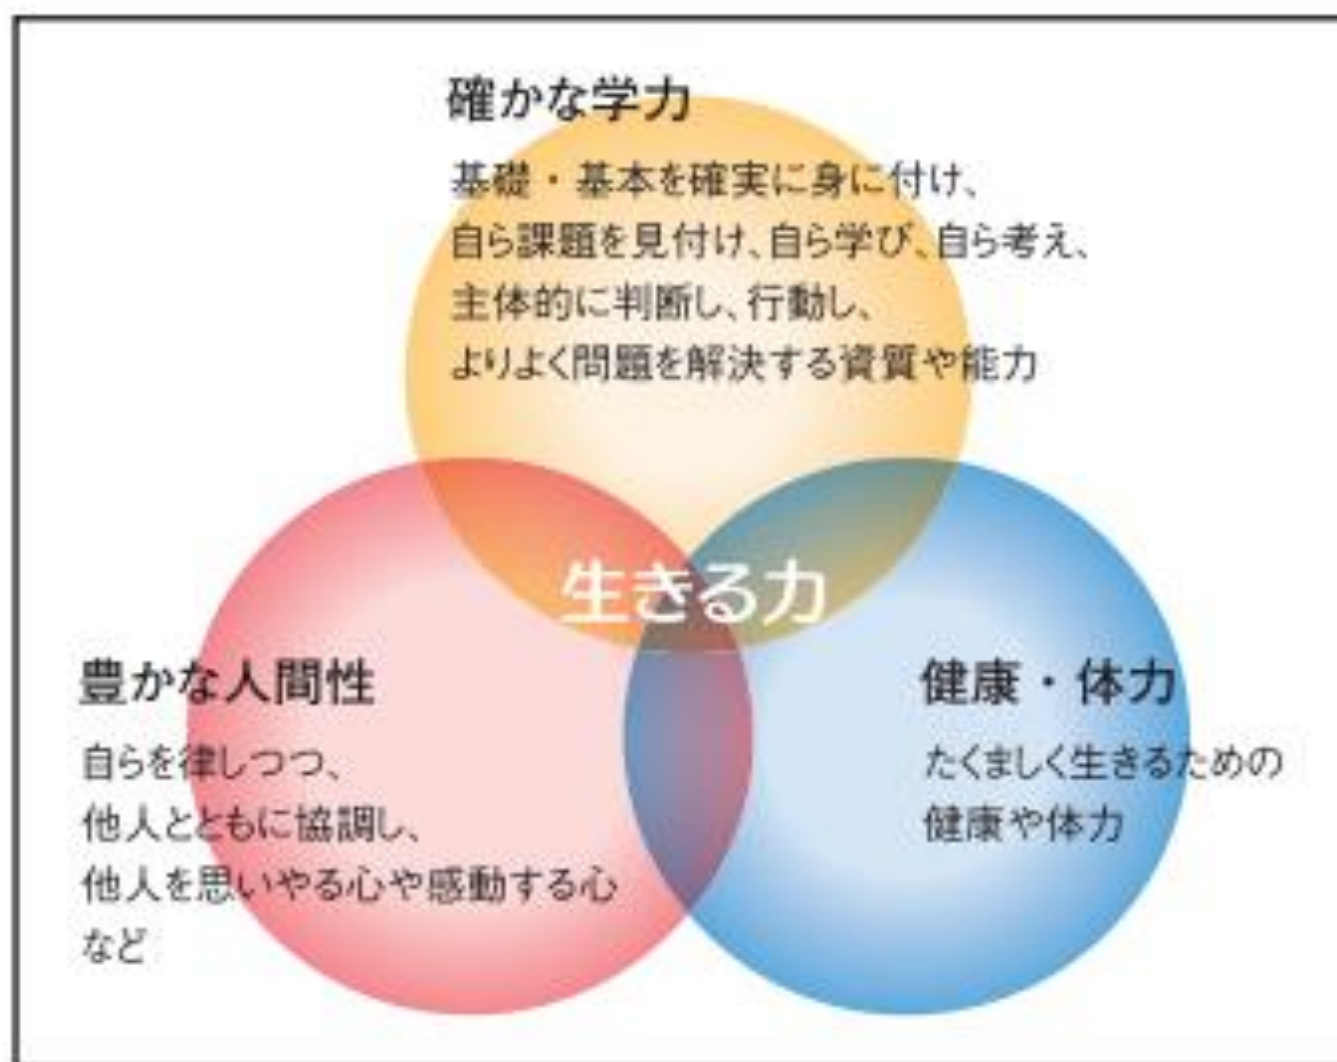 確かな学力
基礎・基本を確実に身に付け、
自ら課題を見付け、自ら学び、自ら考え、
主体的に判断し、行動し、
よりよく問題を解決する資質や能力
生きる力
豊かな人間性
自らを律しつつ、
他人とともに協調し、
他人を思いやる心や感動する心
など
健康・体力
たくましく生きるための
健康や体力